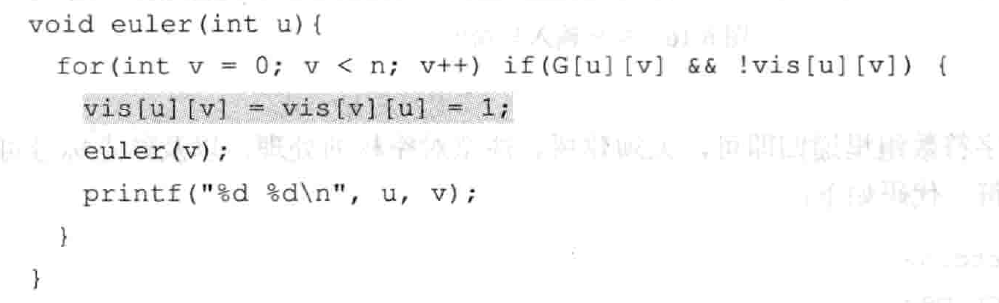 void euler(int u){
  for(int v = 0; v < n; v++) if(G[u][v] && !vis[u][v]) {
    vis[u][v] = vis[v][u] = 1;
    euler(v);
    printf("%d %d\n", u, v);
  }
}